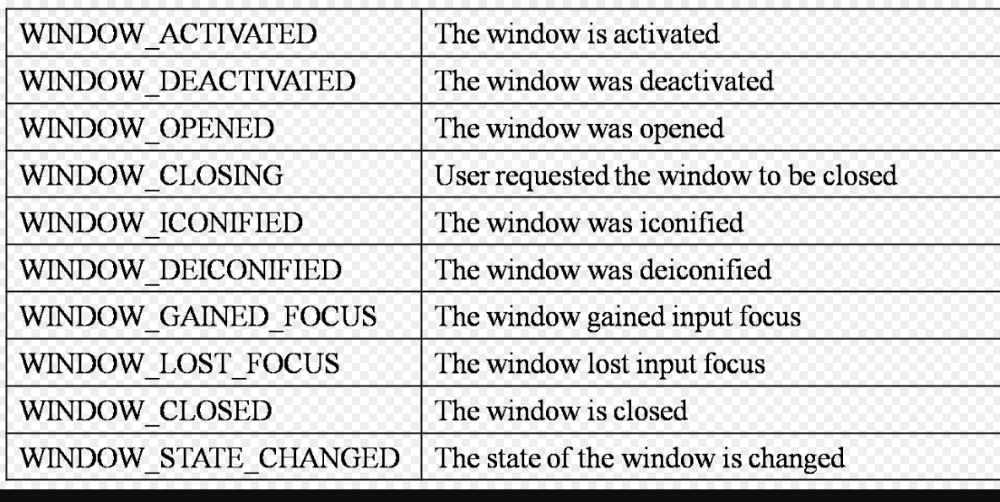 WINDOW_ACTIVATED The window is activated
WINDOW_DEACTIVATED The window was deactivated
WINDOW_OPENED The window was opened
WINDOW_CLOSING User requested the window to be closed
WINDOW_ICONIFIED The window was iconified
WINDOW_DEICONIFIED The window was deiconified
WINDOW_GAINED_FOCUS The window gained input focus
WINDOW_LOST_FOCUS The window lost input focus
WINDOW_CLOSED The window is closed
WINDOW_STATE_CHANGED The state of the window is changed